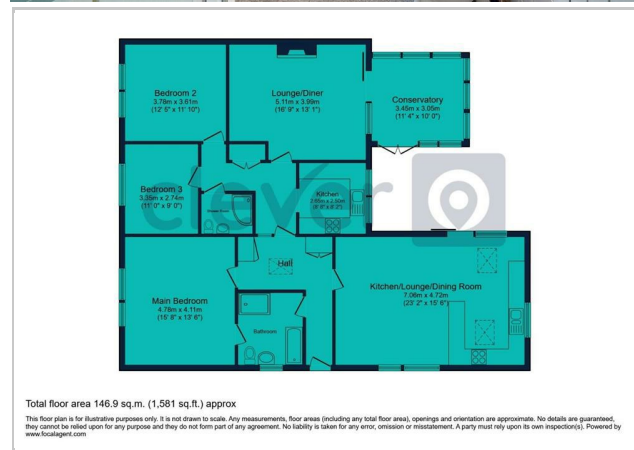 Bedroom 2
3.78m x 3.61m
(12' 5" x 11' 10")
Lounge/Diner
5.11m x 3.99m
(16' 9" x 13' 1")
Conservatory
3.45m x 3.05m
(11' 4" x 10' 0")
Bedroom 3
3.35m x 2.74m
(11' 0" x 9' 0")
Shower Room
Kitchen
clever
Hall
Main Bedroom
4.78m x 4.11m
(15' 8" x 13' 6")
Bathroom
Kitchen/Lounge/Dining Room
7.06m x 4.72m
(23' 2" x 15' 6")
Total floor area 146.9 sq.m. (1,581 sq.ft.) approx
This floor plan is for illustrative purposes only. It is not drawn to scale. Any measurements, floor areas (including any total floor area), openings and orientation are approximate. No details are guaranteed,
they cannot be relied upon for any purpose and they do not form part of any agreement. No liability is taken for any error, omission or misstatement. A party must rely upon its own inspection(s). Powered by
www.focalagent.com